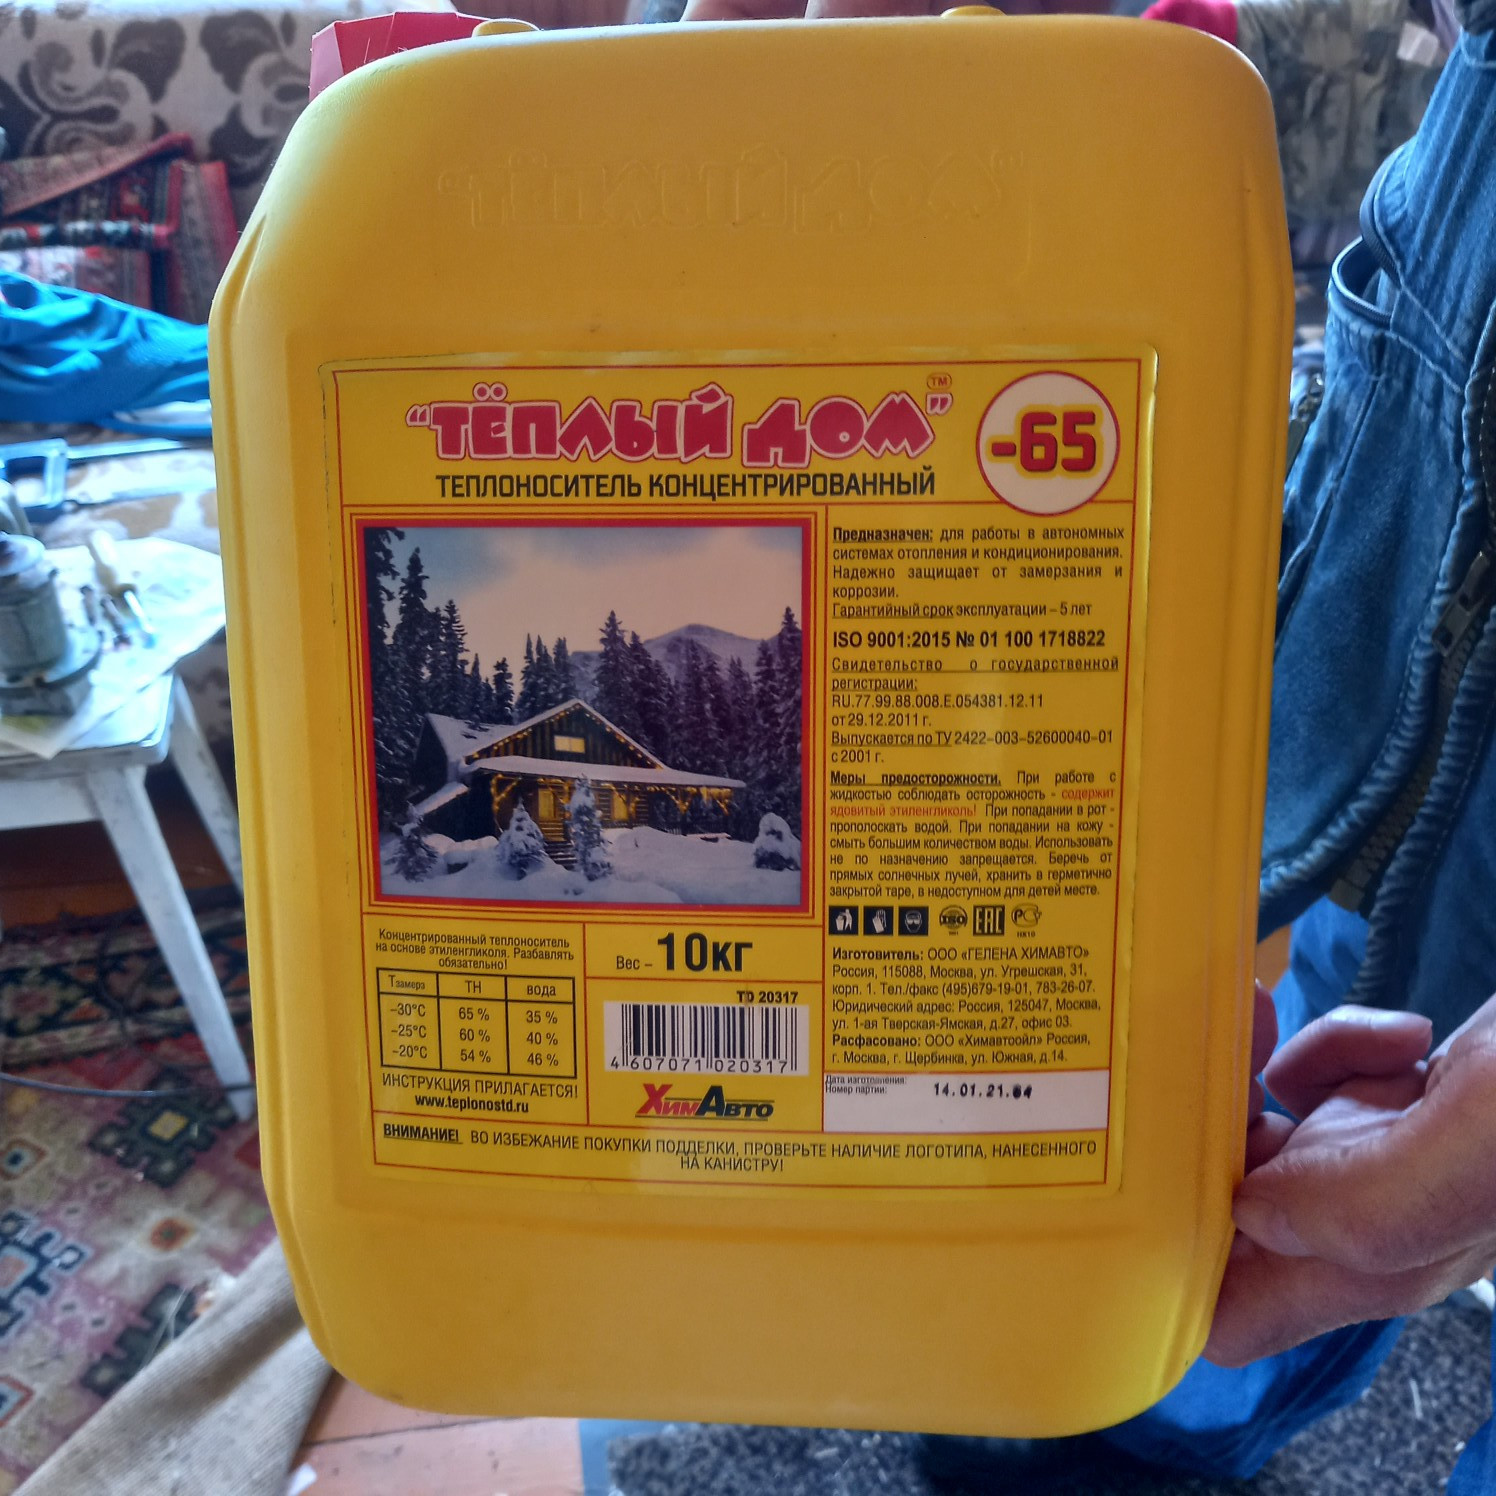 "ТЁПЛЫЙ ДОМ"
"ТЁПЛЫЙ ДОМ"
TM
-65
ТЕПЛОНОСИТЕЛЬ КОНЦЕНТРИРОВАННЫЙ
Предназначен: для работы в автономных
системах отопления и кондиционирования.
Надежно защищает от замерзания и
коррозии.
Гарантийный срок эксплуатации – 5 лет
ISO 9001:2015 № 01 100 1718822
Свидетельство о государственной
регистрации:
RU.77.99.88.008.Е.054381.12.11
от 29.12.2011 г.
Выпускается по ТУ 2422-003-52600040-01
с 2001 г.
Меры предосторожности. При работе с
жидкостью соблюдать осторожность - содержит
ядовитый этиленгликоль! При попадании в рот -
прополоскать водой. При попадании на кожу -
смыть большим количеством воды. Использовать
не по назначению запрещается. Беречь от
прямых солнечных лучей, хранить в герметично
закрытой таре, в недоступном для детей месте.
ISO
ЕАС
РСТ
Изготовитель: ООО «ГЕЛЕНА ХИМАВТО»
Россия, 115088, Москва, ул. Угрешская, 31,
корп. 1. Тел./факс (495)679-19-01, 783-26-07.
Юридический адрес: Россия, 125047, Москва,
ул. 1-ая Тверская-Ямская, д.27, офис 03.
Расфасовано: ООО «Химавтоойл» Россия,
г. Москва, г. Щербинка, ул. Южная, д.14.
Дата изготовления:
Номер партии:
14.01.21.
Концентрированный теплоноситель
на основе этиленгликоля. Разбавлять
обязательно!
Тзамерз ТН вода
–30°С 65 % 35 %
–25°С 60 % 40 %
–20°С 54 % 46 %
ИНСТРУКЦИЯ ПРИЛАГАЕТСЯ!
www.teplonostd.ru
Вес – 10кг
TD 20317
4 607071 020317
ХИМАВТО
ВНИМАНИЕ! ВО ИЗБЕЖАНИЕ ПОКУПКИ ПОДДЕЛКИ, ПРОВЕРЬТЕ НАЛИЧИЕ ЛОГОТИПА, НАНЕСЕННОГО
НА КАНИСТРУ!